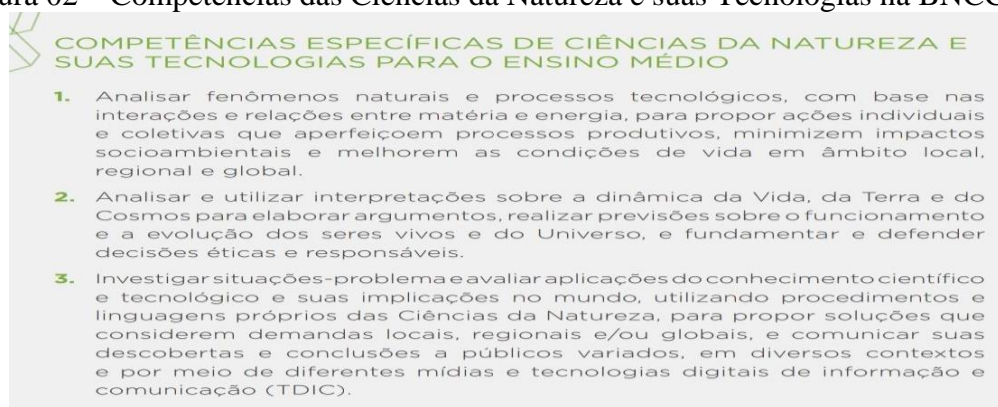 ura 02 – Competências das Ciências da Natureza e suas Tecnologias na BNCC
COMPETÊNCIAS ESPECÍFICAS DE CIÊNCIAS DA NATUREZA E
SUAS TECNOLOGIAS PARA O ENSINO MÉDIO
1. Analisar fenômenos naturais e processos tecnológicos, com base nas
interações e relações entre matéria e energia, para propor ações individuais
e coletivas que aperfeiçoem processos produtivos, minimizem impactos
socioambientais e melhorem as condições de vida em âmbito local,
regional e global.
2. Analisar e utilizar interpretações sobre a dinâmica da Vida, da Terra e do
Cosmos para elaborar argumentos, realizar previsões sobre o funcionamento
e a evolução dos seres vivos e do Universo, e fundamentar e defender
decisões éticas e responsáveis.
3. Investigar situações-problema e avaliar aplicações do conhecimento científico
e tecnológico e suas implicações no mundo, utilizando procedimentos e
linguagens próprios das Ciências da Natureza, para propor soluções que
considerem demandas locais, regionais e/ou globais, e comunicar suas
descobertas e conclusões a públicos variados, em diversos contextos
e por meio de diferentes mídias e tecnologias digitais de informação e
comunicação (TDIC).